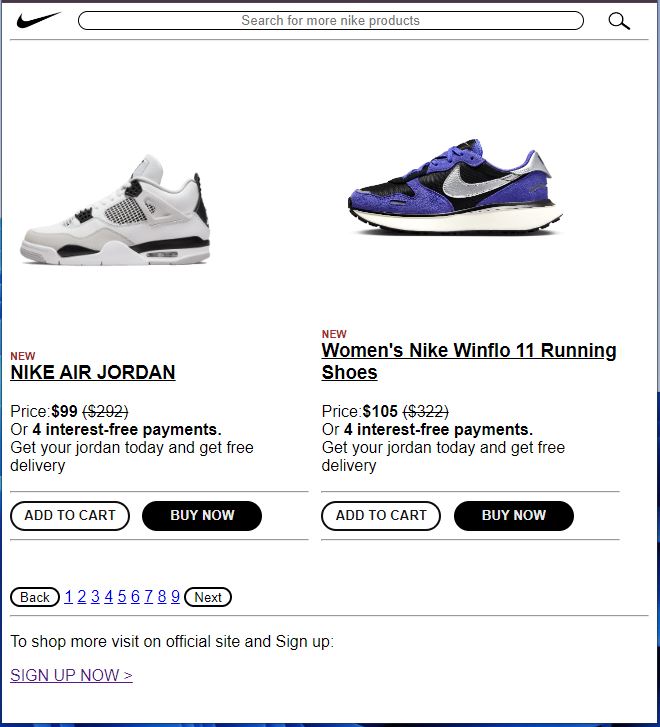 Search for more nike products
NEW
NIKE AIR JORDAN
Price:$99 ($292)
Or 4 interest-free payments.
Get your jordan today and get free
delivery
ADD TO CART
BUY NOW
NEW
Women's Nike Winflo 11 Running
Shoes
Price:$105 ($322)
Or 4 interest-free payments.
Get your jordan today and get free
delivery
ADD TO CART
BUY NOW
Back 1 2 3 4 5 6 7 8 9 Next
To shop more visit on official site and Sign up:
SIGN UP NOW >